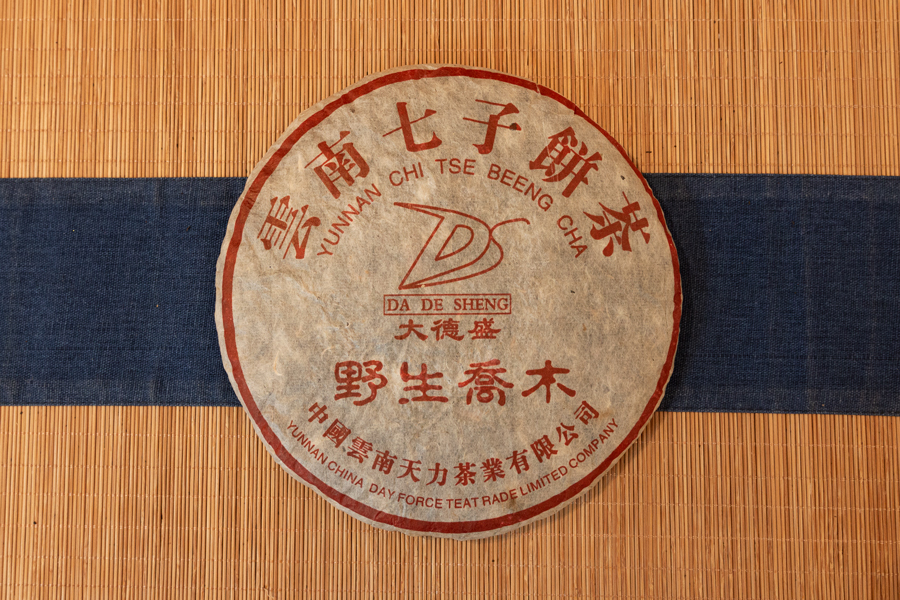 雲南七子餅茶
YUNNAN CHI TSE BEENG CHA
DS
DA DE SHENG
大德盛
野生喬木
中國雲南天力茶業有限公司
YUNNAN CHINA DAY FORCE TEAT RADE LIMITED COMPANY